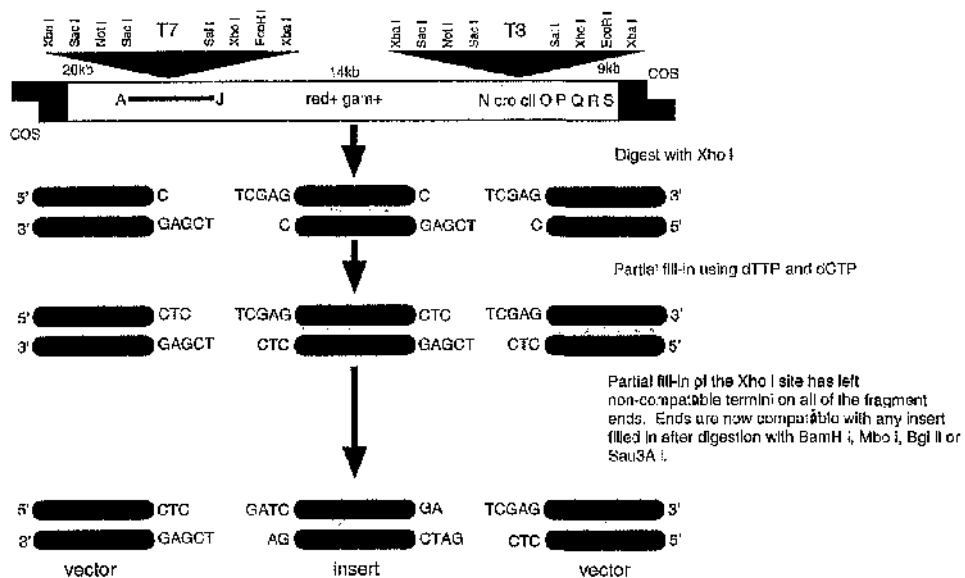 Xba I Sac I Not I Sac I T7 Sal I Xho I EcoR I Xba I
Xba I Sac I Not I Sac I T3 Sal I Xho I EcoR I Xba I
20kb 14kb 9kb COS
A J red+ gam+ N cro cII O P Q R S
COS
Digest with Xho I
5' C TCGAG C TCGAG 3'
3' GAGCT C GAGCT C 5'
Partial fill-in using dTTP and dCTP
5' CTC TCGAG CTC TCGAG 3'
3' GAGCT CTC GAGCT CTC 5'
Partial fill-in of the Xho I site has left
non-compatable termini on all of the fragment
ends. Ends are now compatable with any insert
filled in after digestion with BamH I, Mbo I, Bgl II or
Sau3A I.
5' CTC GATC GA TCGAG 3'
3' GAGCT AG CTAG CTC 5'
vector insert vector